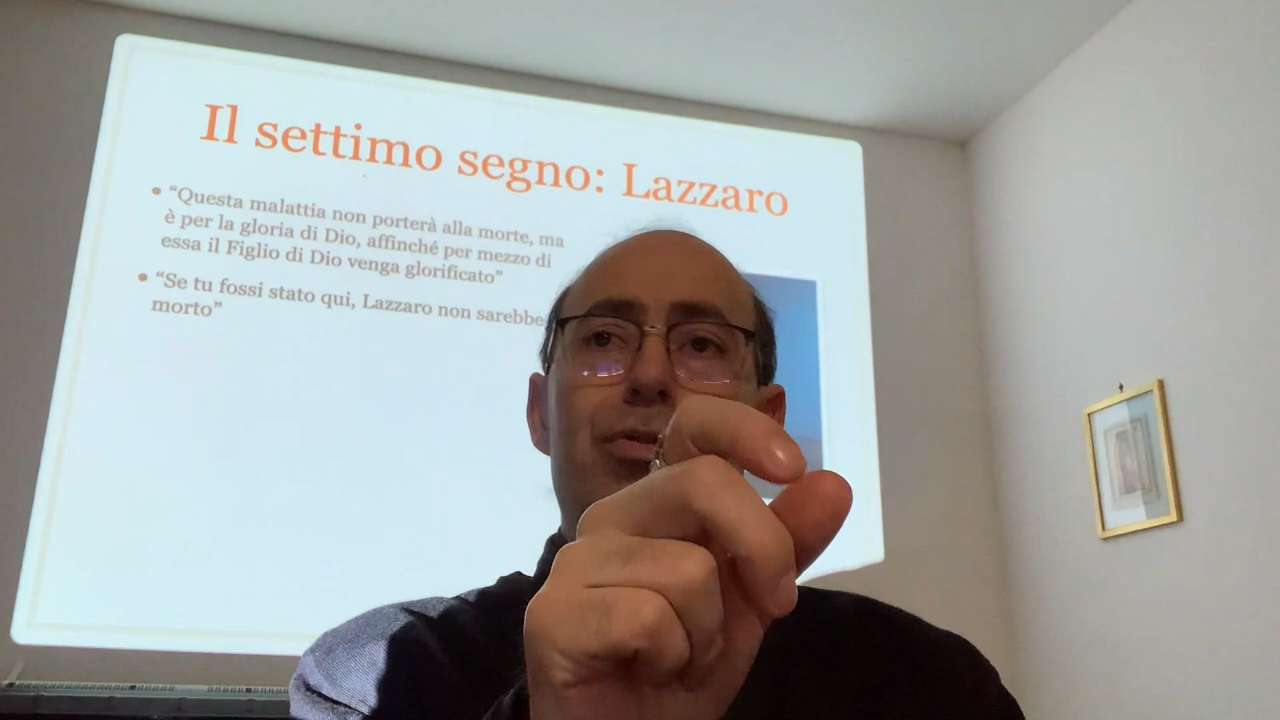 Il settimo segno: Lazzaro
• “Questa malattia non porterà alla morte, ma
è per la gloria di Dio, affinché per mezzo di
essa il Figlio di Dio venga glorificato”
• “Se tu fossi stato qui, Lazzaro non sarebbe
morto”